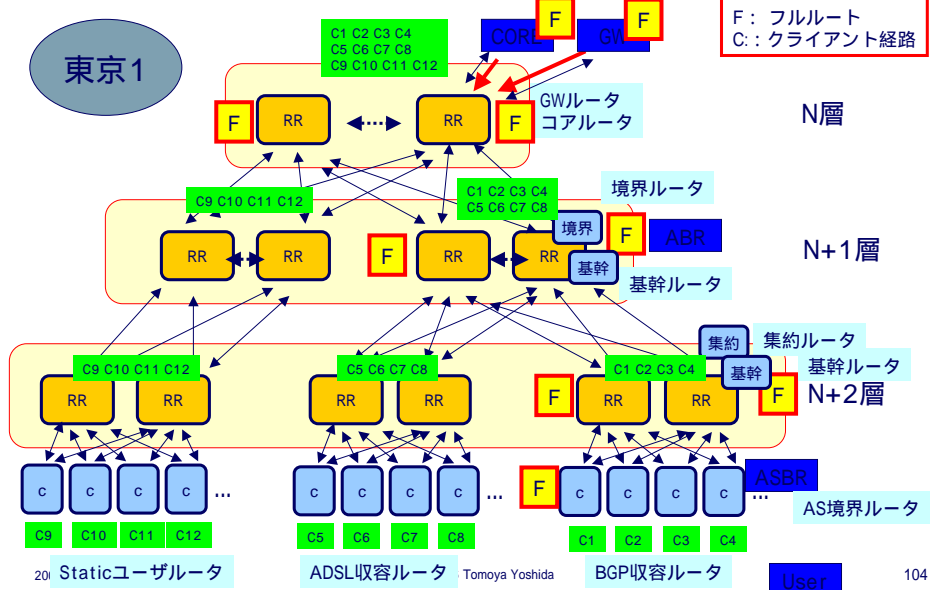 東京1
C1 C2 C3 C4
C5 C6 C7 C8
C9 C10 C11 C12
CORE
F
GW
F
F: フルルート
C:: クライアント経路
F
RR
RR
F
GWルータ
コアルータ
N層
C9 C10 C11 C12
C1 C2 C3 C4
C5 C6 C7 C8
境界ルータ
RR
RR
F
RR
RR
境界
基幹
F
ABR
基幹ルータ
N+1層
集約
集約ルータ
C9 C10 C11 C12
C5 C6 C7 C8
C1 C2 C3 C4
基幹
基幹ルータ
RR
RR
RR
RR
F
RR
RR
F
N+2層
c
c
c
c
...
c
c
c
c
...
F
c
c
c
c
...
ASBR
AS境界ルータ
C9
C10
C11
C12
C5
C6
C7
C8
C1
C2
C3
C4
Staticユーザルータ
ADSL収容ルータ
Tomoya Yoshida
BGP収容ルータ
User
104